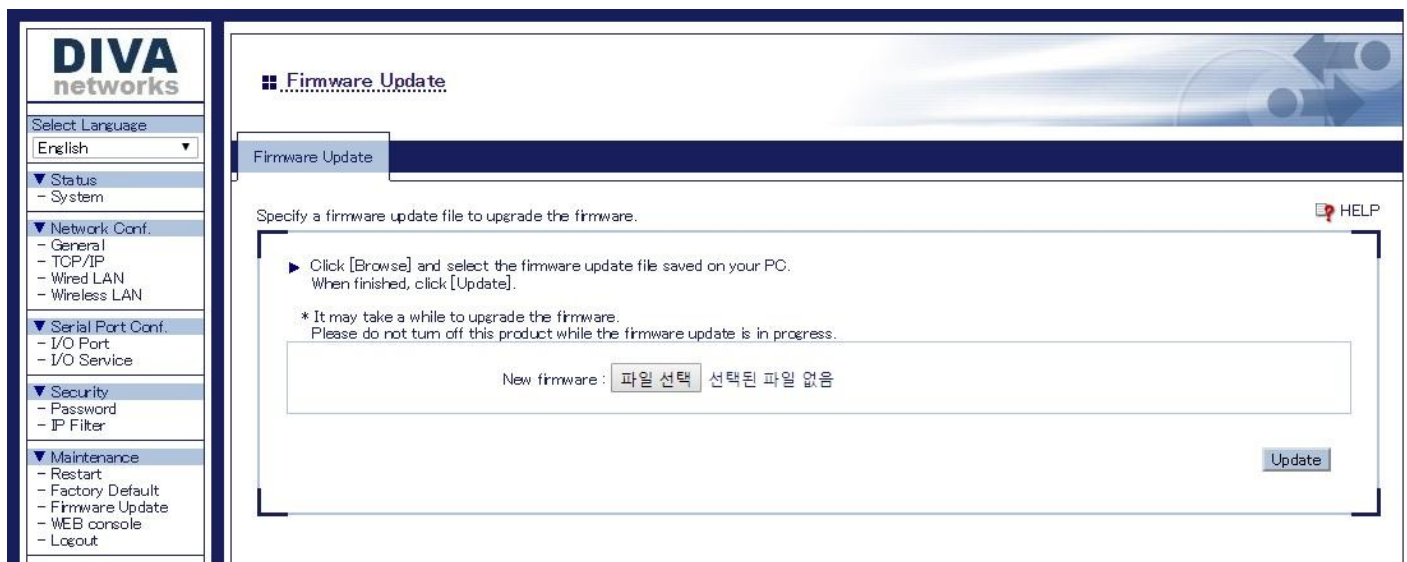 DIVA
networks
Select Language
English
▼ Status
- System
▼ Network Conf.
- General
- TCP/IP
- Wired LAN
- Wireless LAN
▼ Serial Port Conf.
- I/O Port
- I/O Service
▼ Security
- Password
- IP Filter
▼ Maintenance
- Restart
- Factory Default
- Firmware Update
- WEB console
- Logout
Firmware Update
Firmware Update
Specify a firmware update file to upgrade the firmware.
HELP
Click [Browse] and select the firmware update file saved on your PC.
When finished, click [Update].
* It may take a while to upgrade the firmware.
Please do not turn off this product while the firmware update is in progress.
New firmware : 파일 선택 선택된 파일 없음
Update